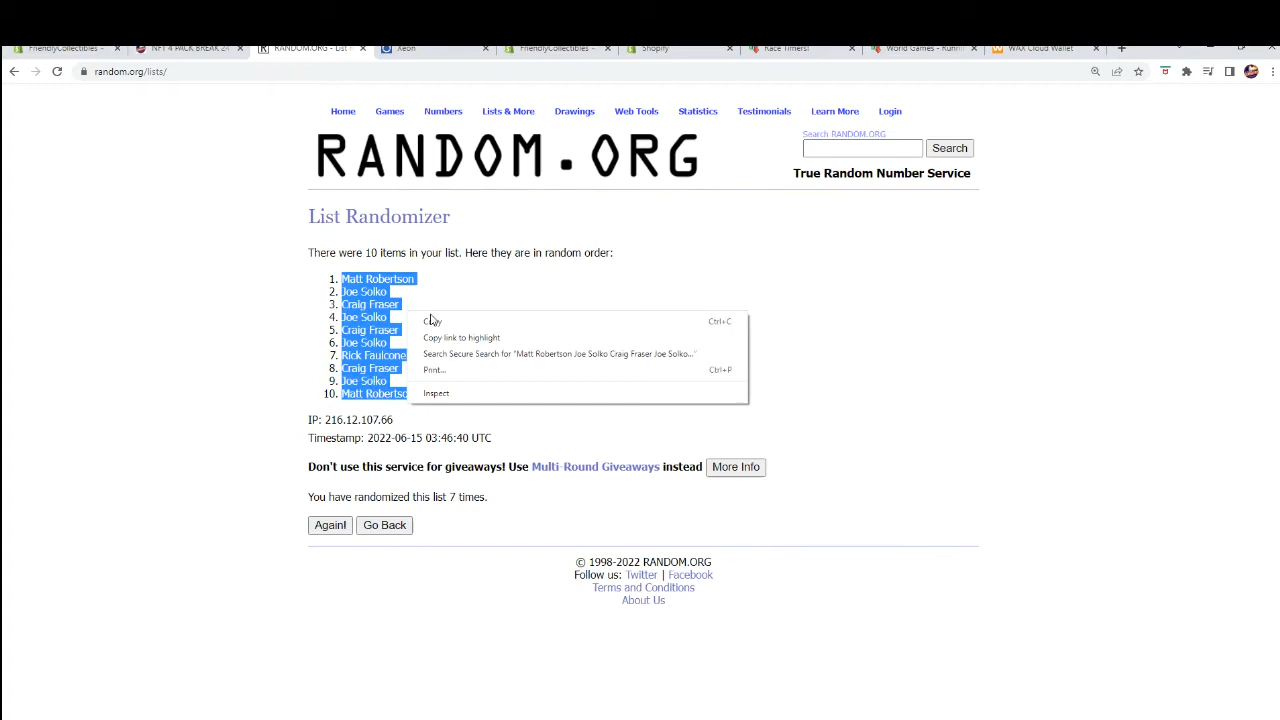 FriendlyCollectibles - NFT 4 PACK BREAK 24 RANDOM.ORG - List Xeon FriendlyCollectibles - Shopify Race Timers! World Games - Runn WAX Cloud Wallet
random.org/lists/
Home Games Numbers Lists & More Drawings Web Tools Statistics Testimonials Learn More Login
RANDOM.ORG
Search RANDOM.ORG
Search
True Random Number Service
List Randomizer
There were 10 items in your list. Here they are in random order:
1. Matt Robertson
2. Joe Solko
3. Craig Fraser
4. Joe Solko
5. Craig Fraser
6. Joe Solko
7. Rick Faulcone
8. Craig Fraser
9. Joe Solko
10. Matt Robertso
Copy Ctrl+C
Copy link to highlight
Search Secure Search for "Matt Robertson Joe Solko Craig Fraser Joe Solko..."
Print... Ctrl+P
Inspect
IP: 216.12.107.66
Timestamp: 2022-06-15 03:46:40 UTC
Don't use this service for giveaways! Use Multi-Round Giveaways instead More Info
You have randomized this list 7 times.
Again! Go Back
© 1998-2022 RANDOM.ORG
Follow us: Twitter | Facebook
Terms and Conditions
About Us